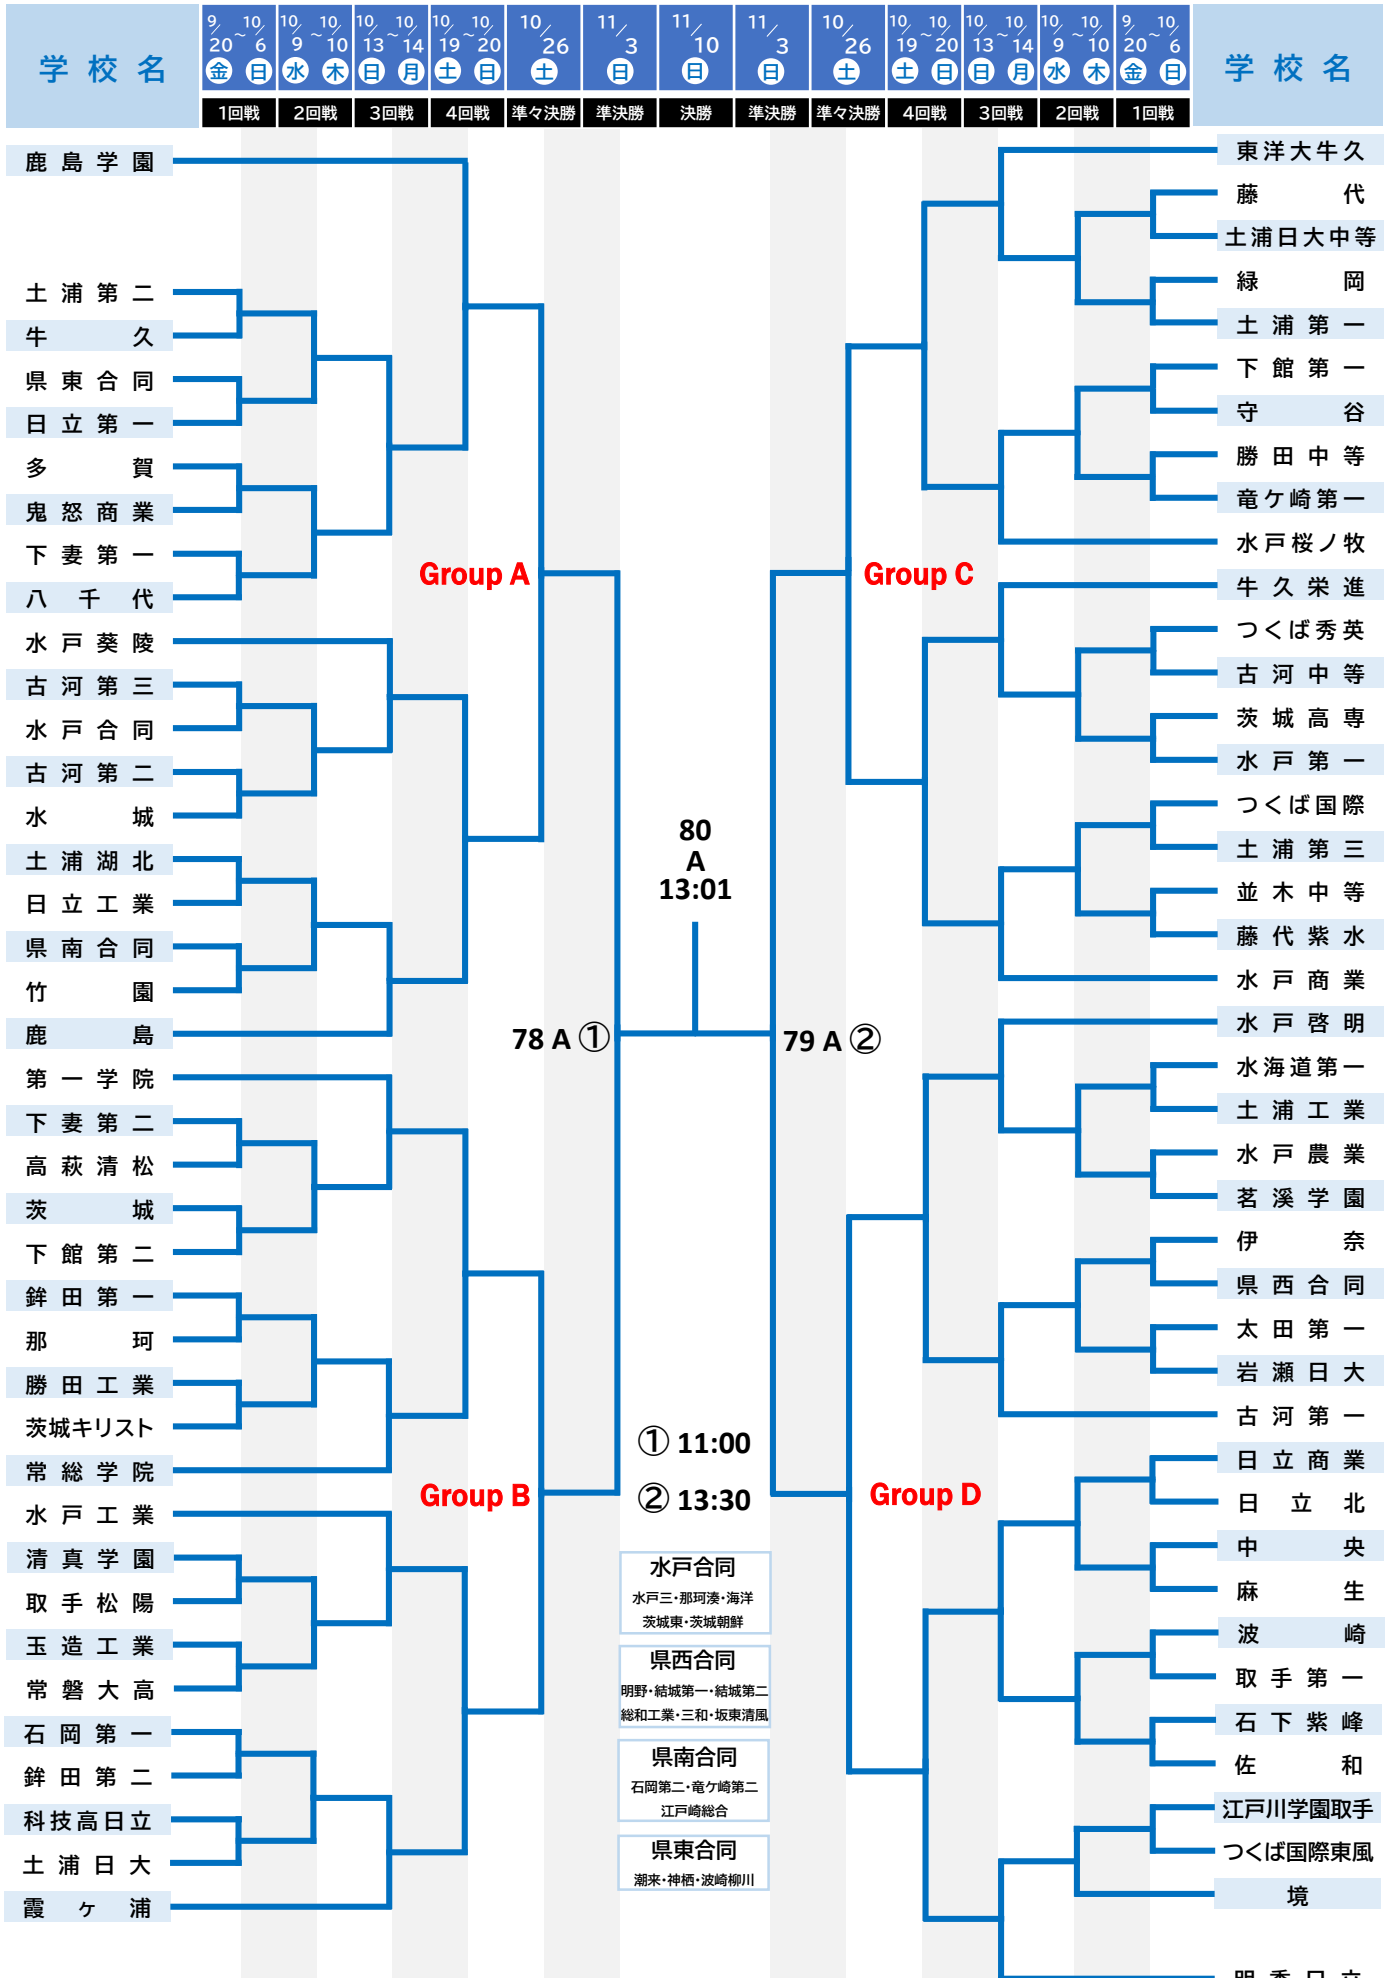 学校名
9/20~10/6
金 日
10/9~10/10
水 木
10/13~10/14
日 月
10/19~10/20
土 日
10/26
土
11/3
日
11/10
日
11/3
日
10/26
土
10/19~10/20
土 日
10/13~10/14
日 月
10/9~10/10
水 木
9/20~10/6
金 日
学校名
1回戦 2回戦 3回戦 4回戦 準々決勝 準決勝 決勝 準決勝 準々決勝 4回戦 3回戦 2回戦 1回戦
鹿島学園
土浦第二
牛久
県東合同
日立第一
多賀
鬼怒商業
下妻第一
八千代
水戸葵陵
古河第三
水戸合同
古河第二
水城
土浦湖北
日立工業
県南合同
竹園
鹿島
第一学院
下妻第二
高萩清松
茨城
下館第二
鉾田第一
那珂
勝田工業
茨城キリスト
常総学院
水戸工業
清真学園
取手松陽
玉造工業
常磐大高
石岡第一
鉾田第二
科技高日立
土浦日大
霞ヶ浦
Group A
Group B
80
A
13:01
78 A ①
79 A ②
① 11:00
② 13:30
水戸合同
水戸三・那珂湊・海洋
茨城東・茨城朝鮮
県西合同
明野・結城第一・結城第二
総和工業・三和・坂東清風
県南合同
石岡第二・竜ケ崎第二
江戸崎総合
県東合同
潮来・神栖・波崎柳川
Group C
Group D
東洋大牛久
藤代
土浦日大中等
緑岡
土浦第一
下館第一
守谷
勝田中等
竜ケ崎第一
水戸桜ノ牧
牛久栄進
つくば秀英
古河中等
茨城高専
水戸第一
つくば国際
土浦第三
並木中等
藤代紫水
水戸商業
水戸啓明
水海道第一
土浦工業
水戸農業
茗溪学園
伊奈
県西合同
太田第一
岩瀬日大
古河第一
日立商業
日立北
中央
麻生
波崎
取手第一
石下紫峰
佐和
江戸川学園取手
つくば国際東風
境